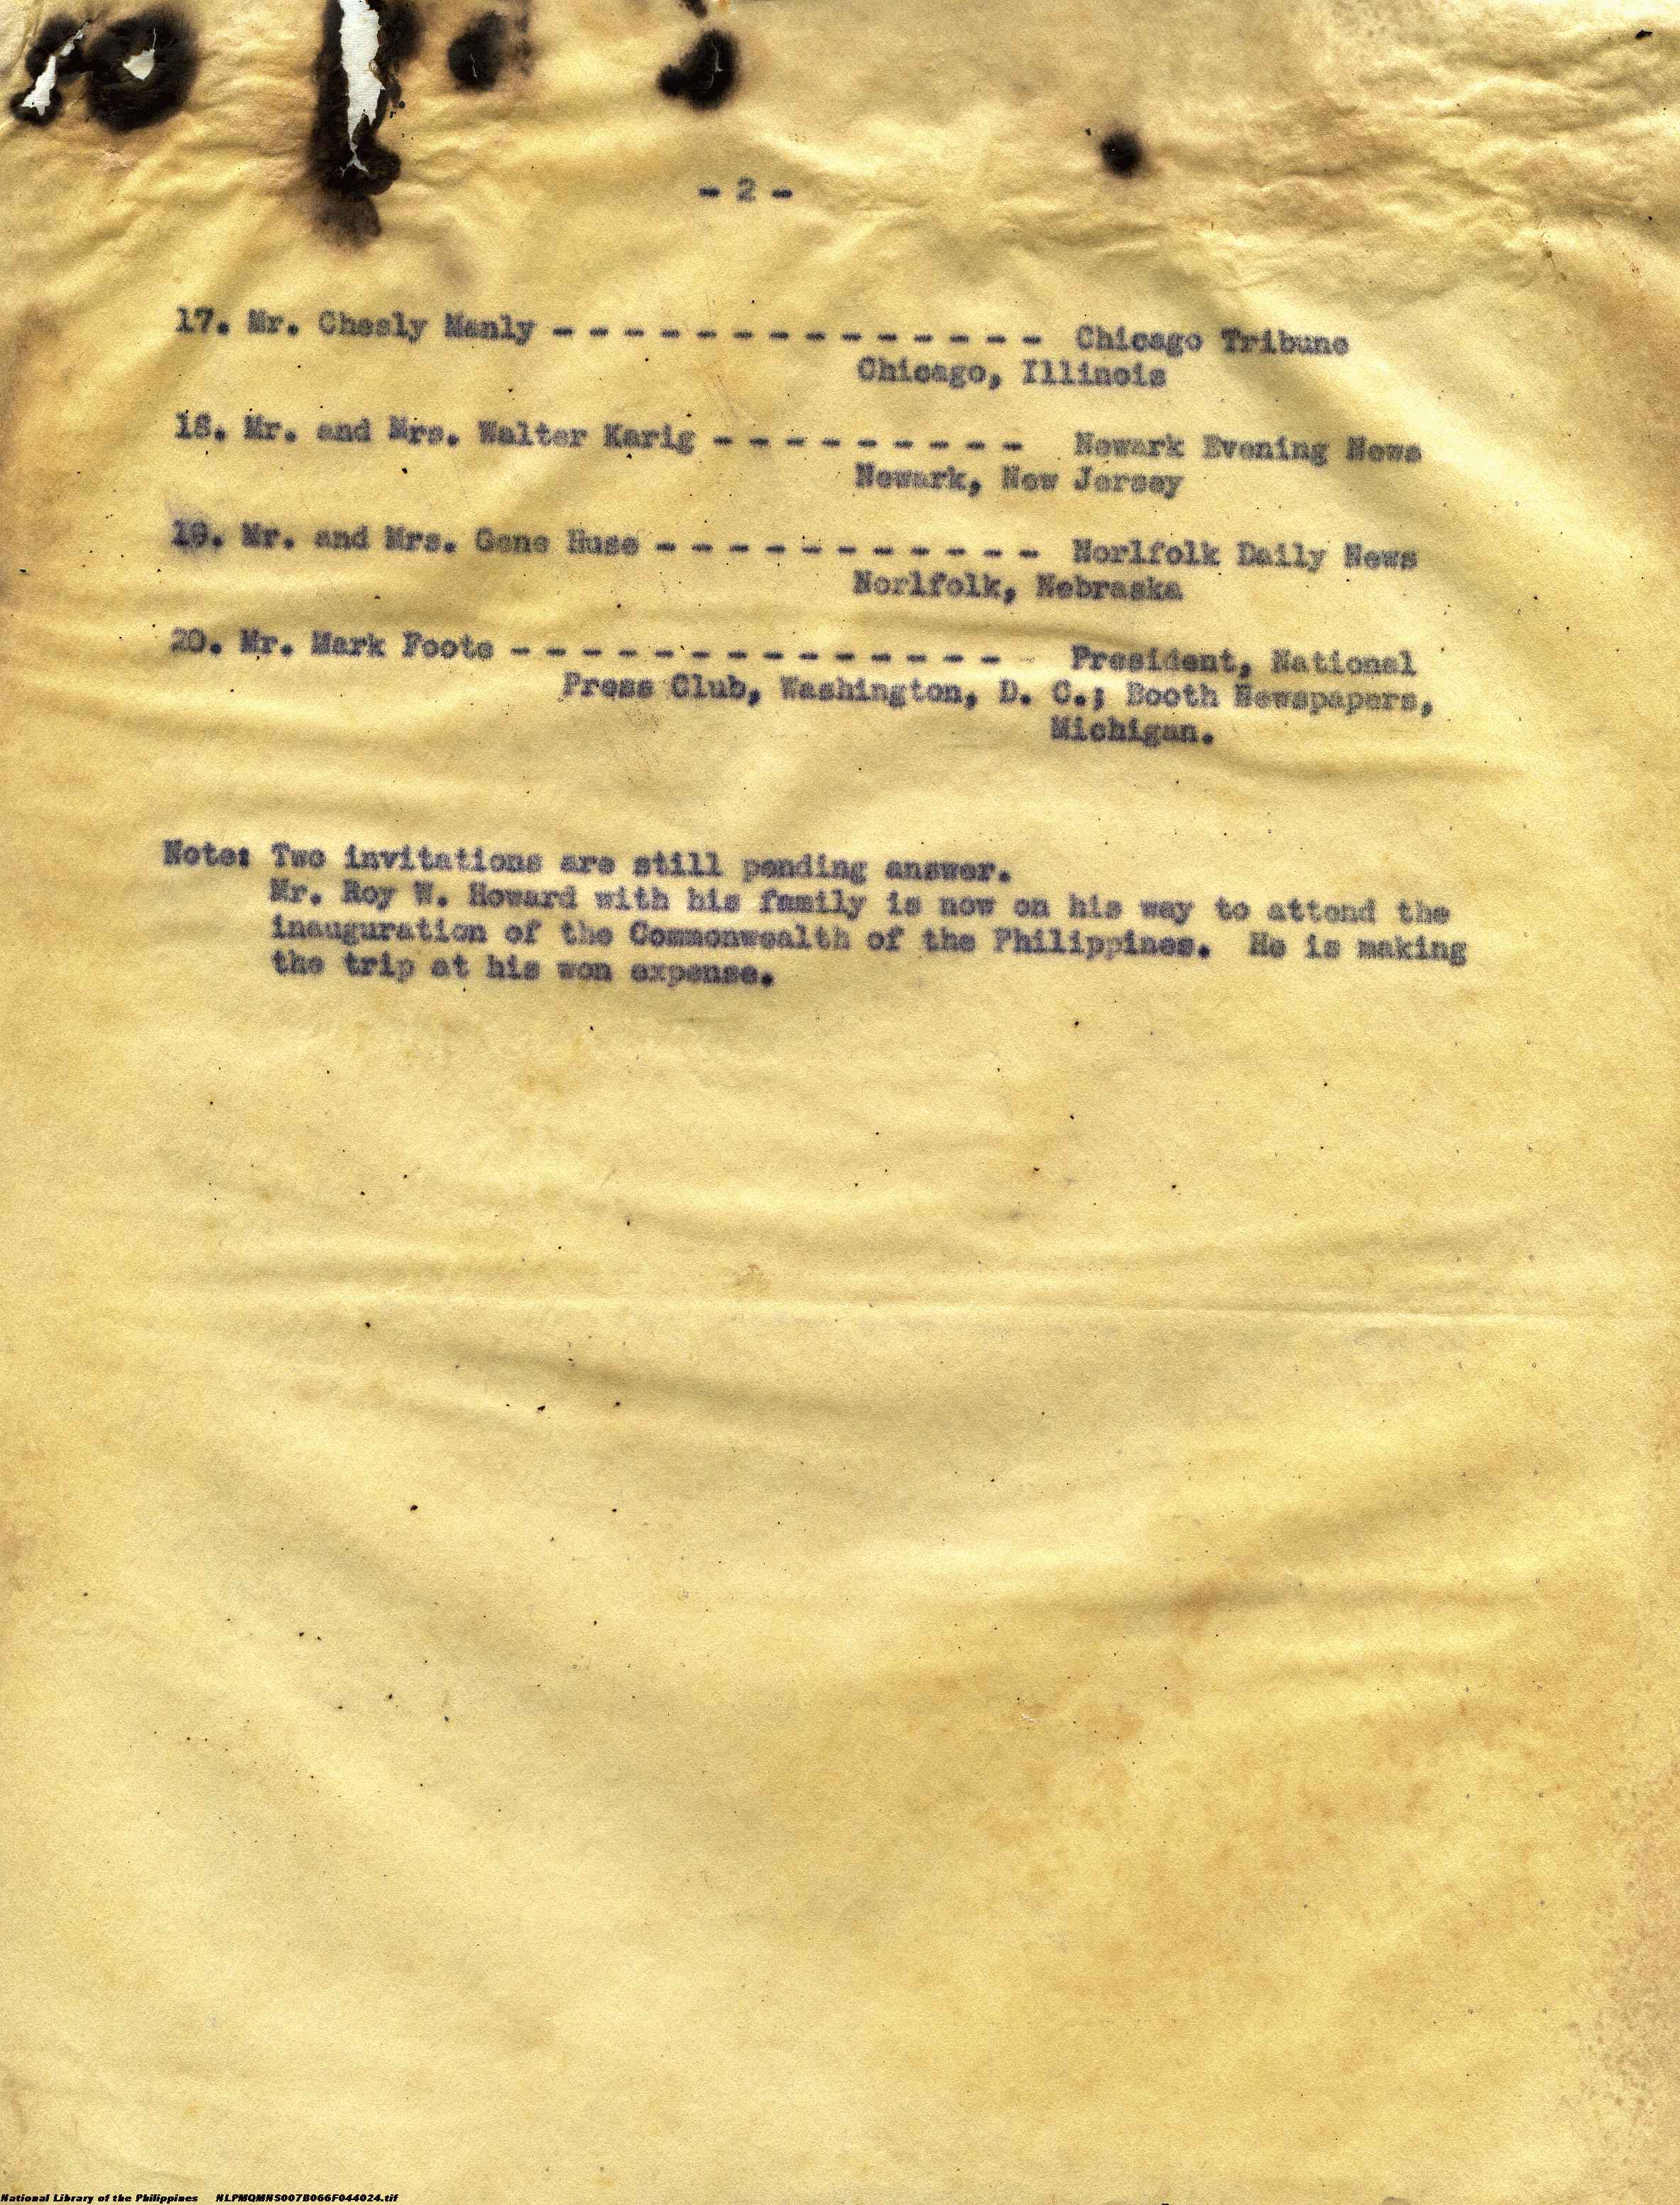 - 2 -
17. Mr. Chesly Manly - - - - - - - - - - - - - - Chicago Tribune
Chicago, Illinois
18. Mr. and Mrs. Walter Karig - - - - - - - - - Newark Evening News
Newark, New Jersey
19. Mr. and Mrs. Gene Huse - - - - - - - - - - - Norlfolk Daily News
Norlfolk, Nebraska
20. Mr. Mark Foote - - - - - - - - - - - - - - President, National
Press Club, Washington, D. C.; Booth Newspapers,
Michigan.
Note: Two invitations are still pending answer.
Mr. Roy W. Howard with his family is now on his way to attend the
inauguration of the Commonwealth of the Philippines. He is making
the trip at his won expense.
National Library of the Philippines NLPMQMNS007B066F044024.tif